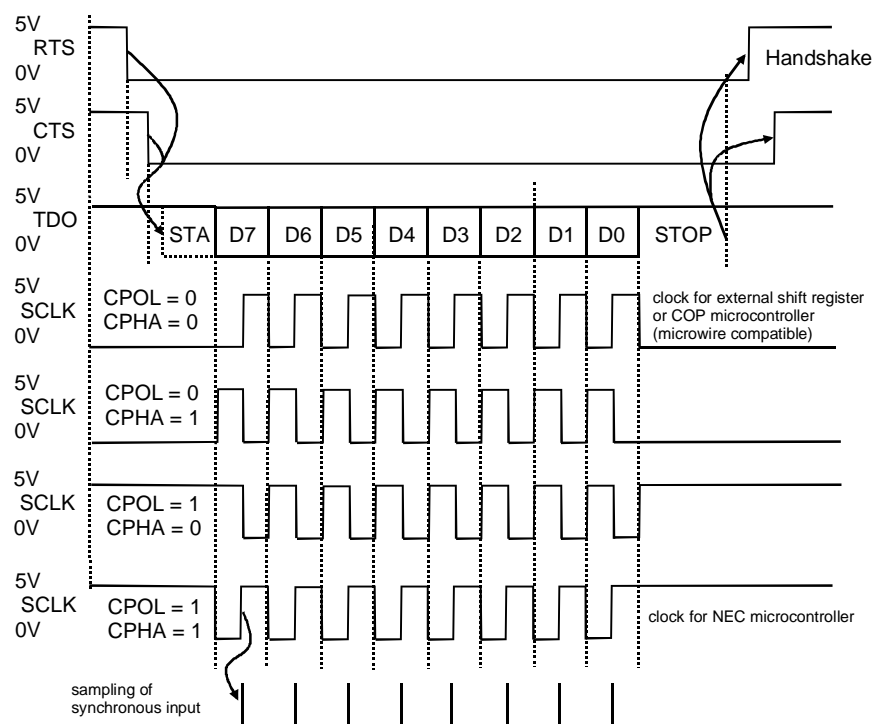 5V
RTS
0V
Handshake
5V
CTS
0V
5V
TDO
0V
STA D7 D6 D5 D4 D3 D2 D1 D0 STOP
5V
SCLK
0V
CPOL = 0
CPHA = 0
clock for external shift register
or COP microcontroller
(microwire compatible)
5V
SCLK
0V
CPOL = 0
CPHA = 1
5V
SCLK
0V
CPOL = 1
CPHA = 0
5V
SCLK
0V
CPOL = 1
CPHA = 1
clock for NEC microcontroller
sampling of
synchronous input